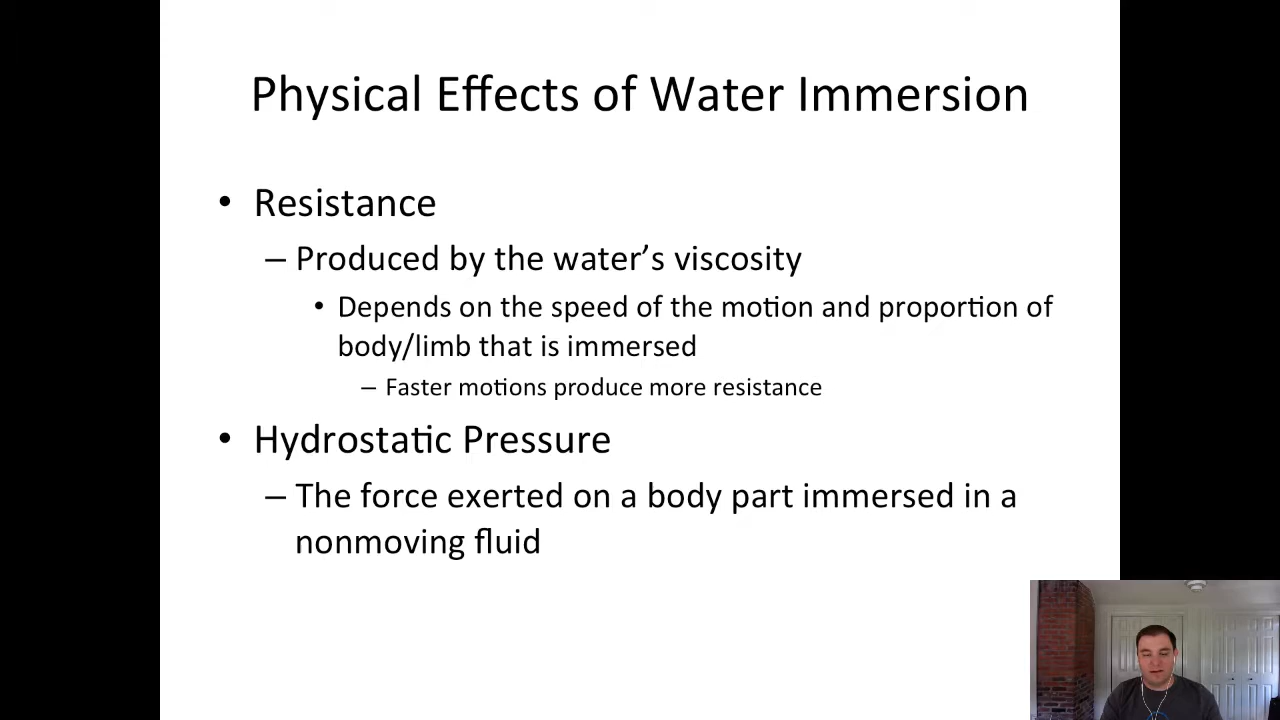 Physical Effects of Water Immersion
• Resistance
– Produced by the water’s viscosity
• Depends on the speed of the motion and proportion of
body/limb that is immersed
– Faster motions produce more resistance
• Hydrostatic Pressure
– The force exerted on a body part immersed in a
nonmoving fluid